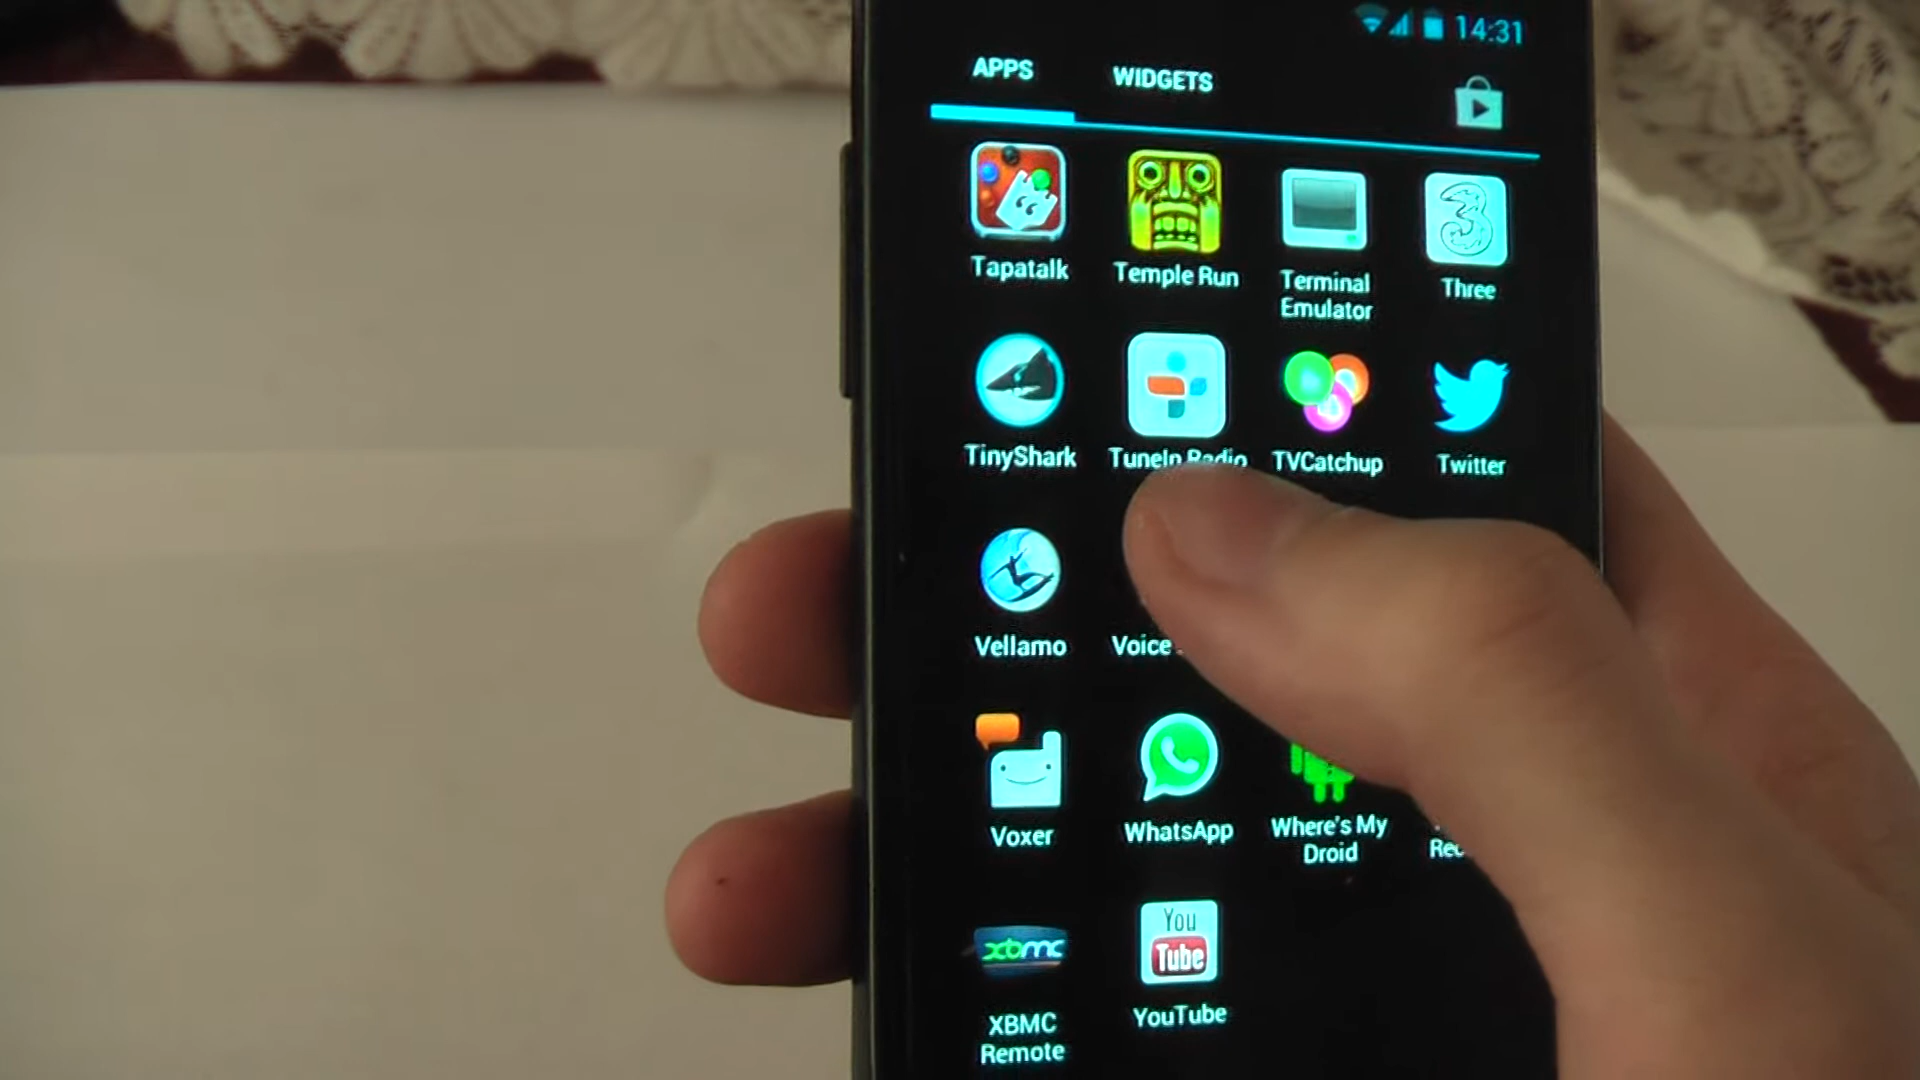 14:31
APPS WIDGETS
Tapatalk Temple Run Terminal Emulator Three
TinyShark TuneIn Radio TVCatchup Twitter
Vellamo Voice
Voxer WhatsApp Where's My Droid
xbmc You Tube
XBMC Remote YouTube